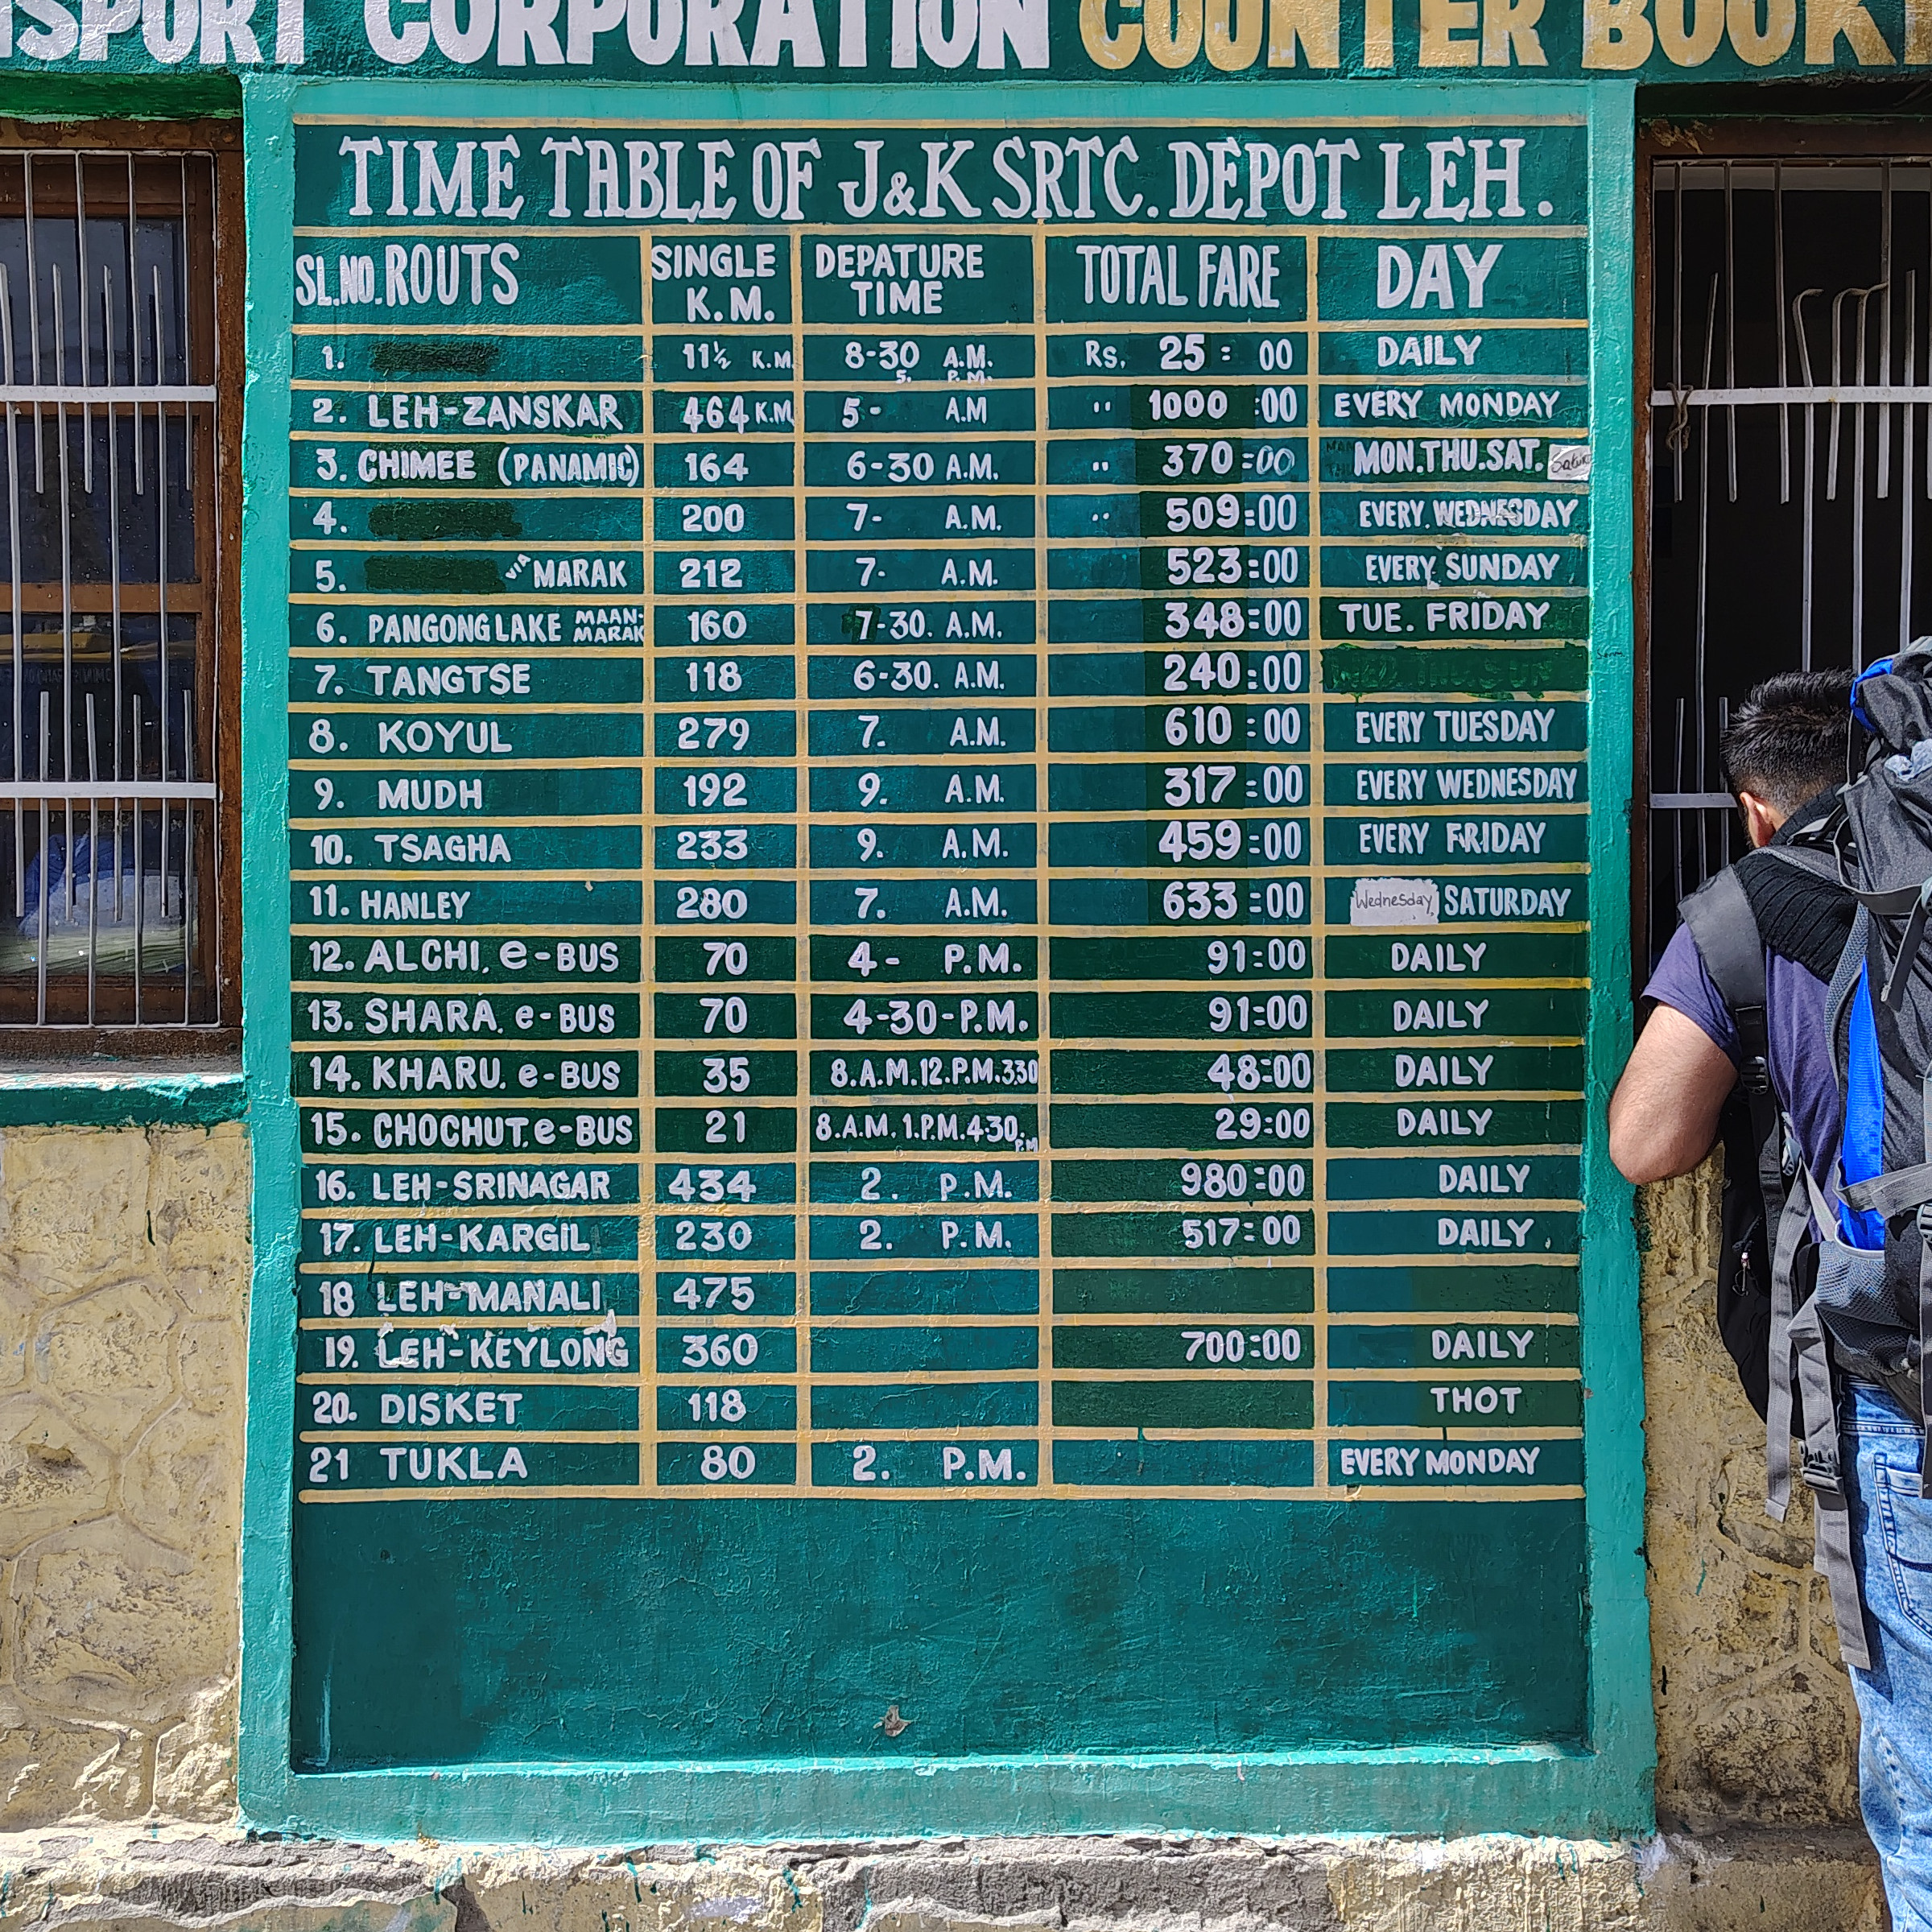 NSPORT CORPORATION COUNTER BOOK
TIME TABLE OF J&K SRTC. DEPOT LEH.
SL.NO. ROUTS SINGLE K.M. DEPATURE TIME TOTAL FARE DAY
1. 11½ K.M. 8-30 A.M. 5. P.M. Rs. 25: 00 DAILY
2. LEH-ZANSKAR 464 K.M. 5- A.M " 1000 :00 EVERY MONDAY
3. CHIMEE (PANAMIC) 164 6-30 A.M. " 370=00 MON.THU.SAT.
4. 200 7- A.M. " 509=00 EVERY. WEDNESDAY
5. VIA MARAK 212 7- A.M. 523=00 EVERY SUNDAY
6. PANGONG LAKE MAAN- MARAK 160 7-30. A.M. 348:00 TUE. FRIDAY
7. TANGTSE 118 6-30. A.M. 240:00
8. KOYUL 279 7. A.M. 610 :00 EVERY TUESDAY
9. MUDH 192 9. A.M. 317=00 EVERY WEDNESDAY
10. TSAGHA 233 9. A.M. 459=00 EVERY FRIDAY
11. HANLEY 280 7. A.M. 633=00 Wednesday, SATURDAY
12. ALCHI. e-BUS 70 4- P.M. 91:00 DAILY
13. SHARA. e-BUS 70 4-30-P.M. 91:00 DAILY
14. KHARU. e-BUS 35 8.A.M.12.P.M.330 48:00 DAILY
15. CHOCHUT. e-BUS 21 8.A.M.1.P.M.430. P.M 29:00 DAILY
16. LEH-SRINAGAR 434 2. P.M. 980=00 DAILY
17. LEH-KARGIL 230 2. P.M. 517:00 DAILY.
18 LEH-MANALI 475
19. LEH-KEYLONG 360 700:00 DAILY
20. DISKET 118 THOT
21 TUKLA 80 2. P.M. EVERY MONDAY